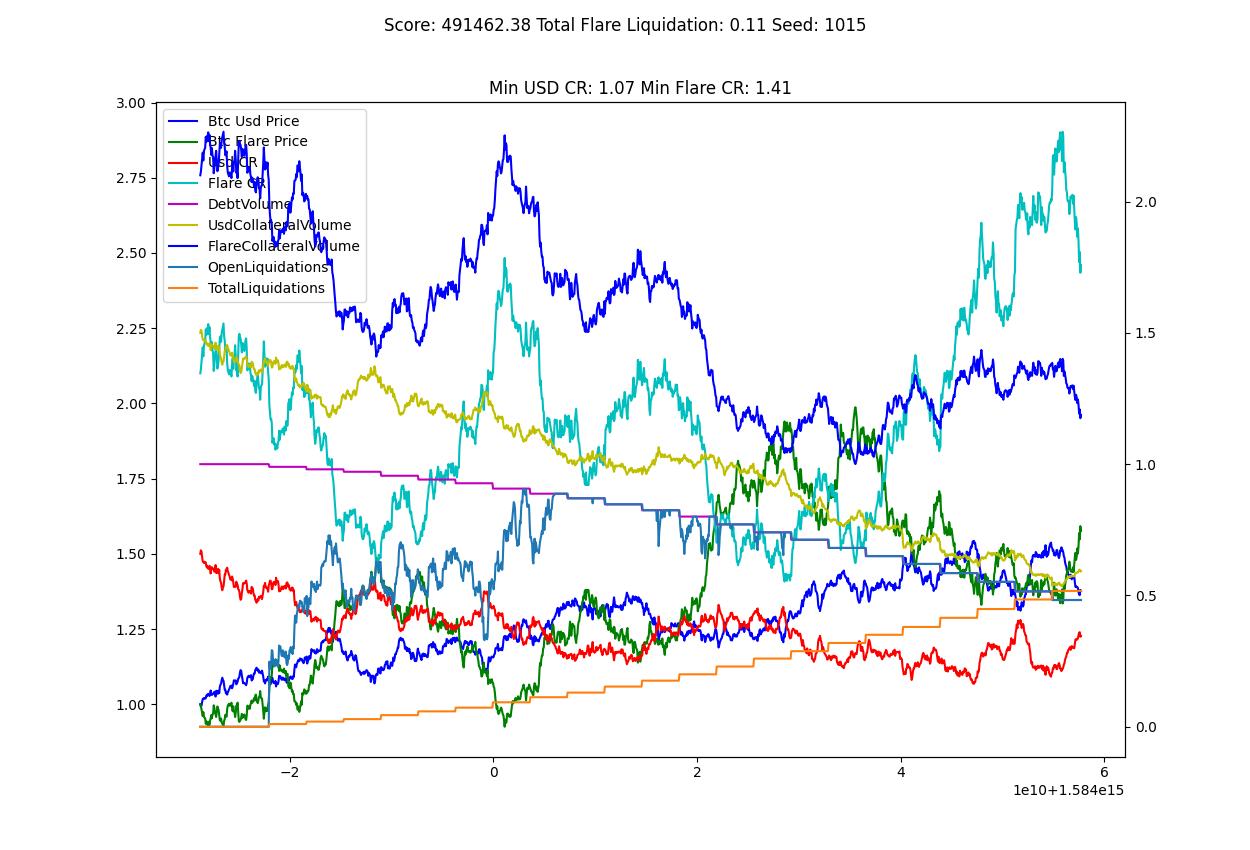 Score: 491462.38 Total Flare Liquidation: 0.11 Seed: 1015
Min USD CR: 1.07 Min Flare CR: 1.41
Btc Usd Price
Btc Flare Price
Usd CR
Flare CR
DebtVolume
UsdCollateralVolume
FlareCollateralVolume
OpenLiquidations
TotalLiquidations
3.00
2.75
2.50
2.25
2.00
1.75
1.50
1.25
1.00
2.0
1.5
1.0
0.5
0.0
−2
0
2
4
6
1e10+1.584e15